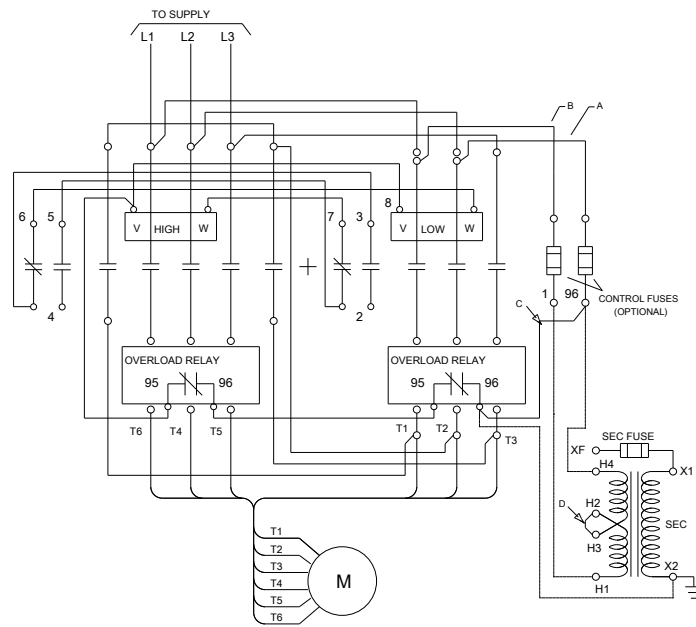 TO SUPPLY
L1 L2 L3
B A
6 5 7 3 8
V HIGH W
V LOW W
4 2
1 96
CONTROL FUSES
(OPTIONAL)
C
OVERLOAD RELAY
95 96
OVERLOAD RELAY
95 96
T6 T4 T5
T1 T2 T3
SEC FUSE
XF
H4 X1
D H2
SEC
H3
X2
H1
T1
T2
T3
T4
T5
T6
M